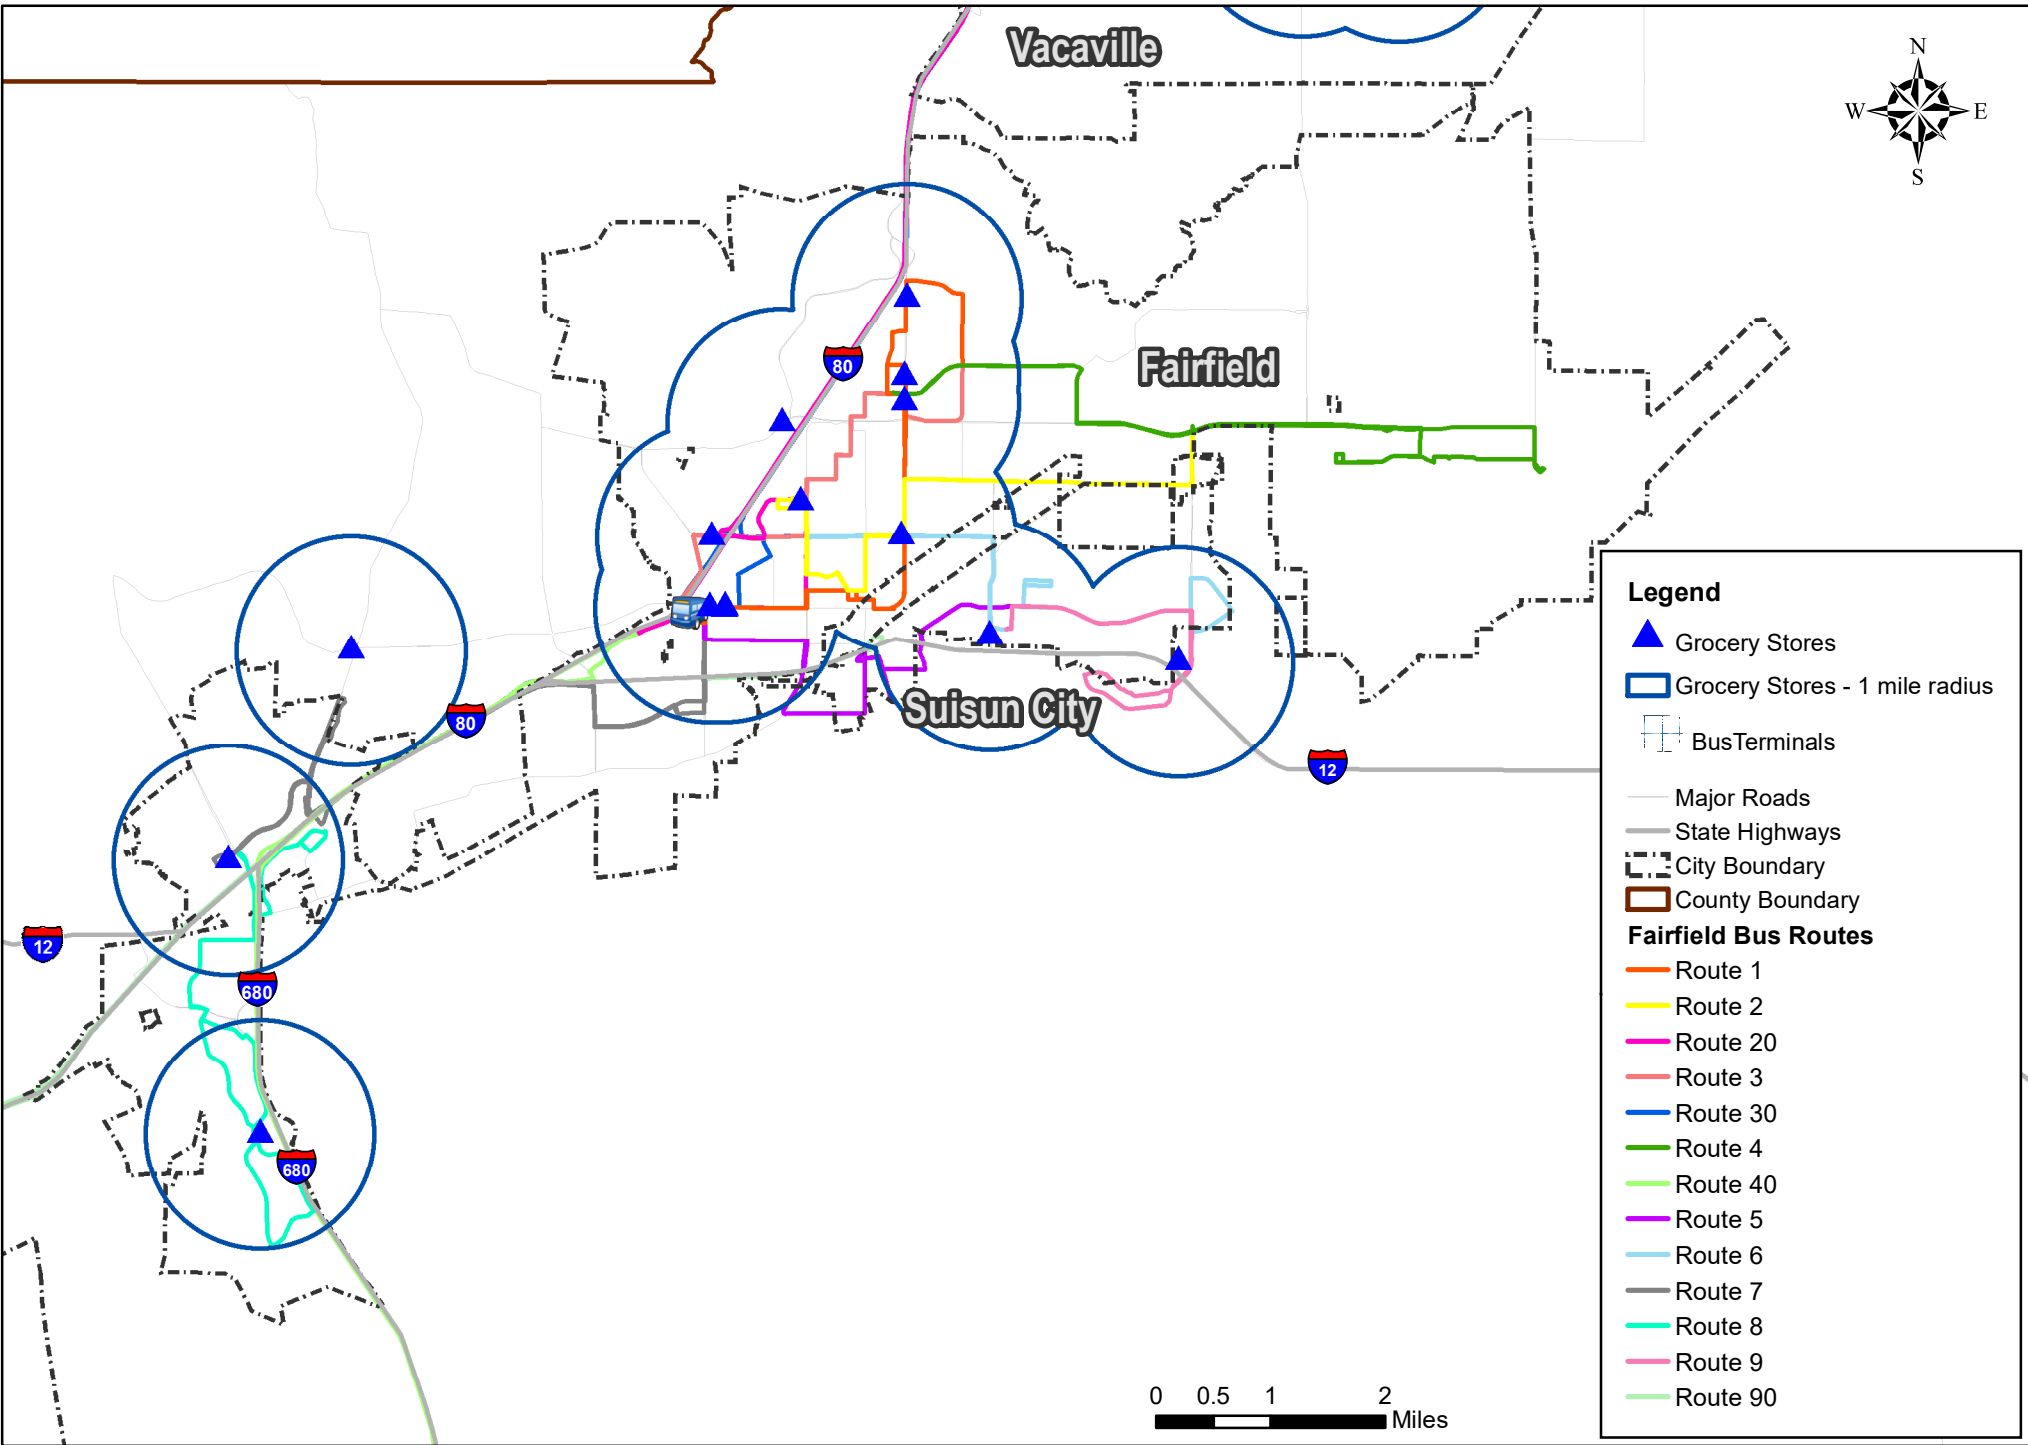 Vacaville
N
W
E
S
80
Fairfield
80
Suisun City
12
12
680
680
Legend
Grocery Stores
Grocery Stores - 1 mile radius
BusTerminals
Major Roads
State Highways
City Boundary
County Boundary
Fairfield Bus Routes
Route 1
Route 2
Route 20
Route 3
Route 30
Route 4
Route 40
Route 5
Route 6
Route 7
Route 8
Route 9
Route 90
0 0.5 1 2
Miles